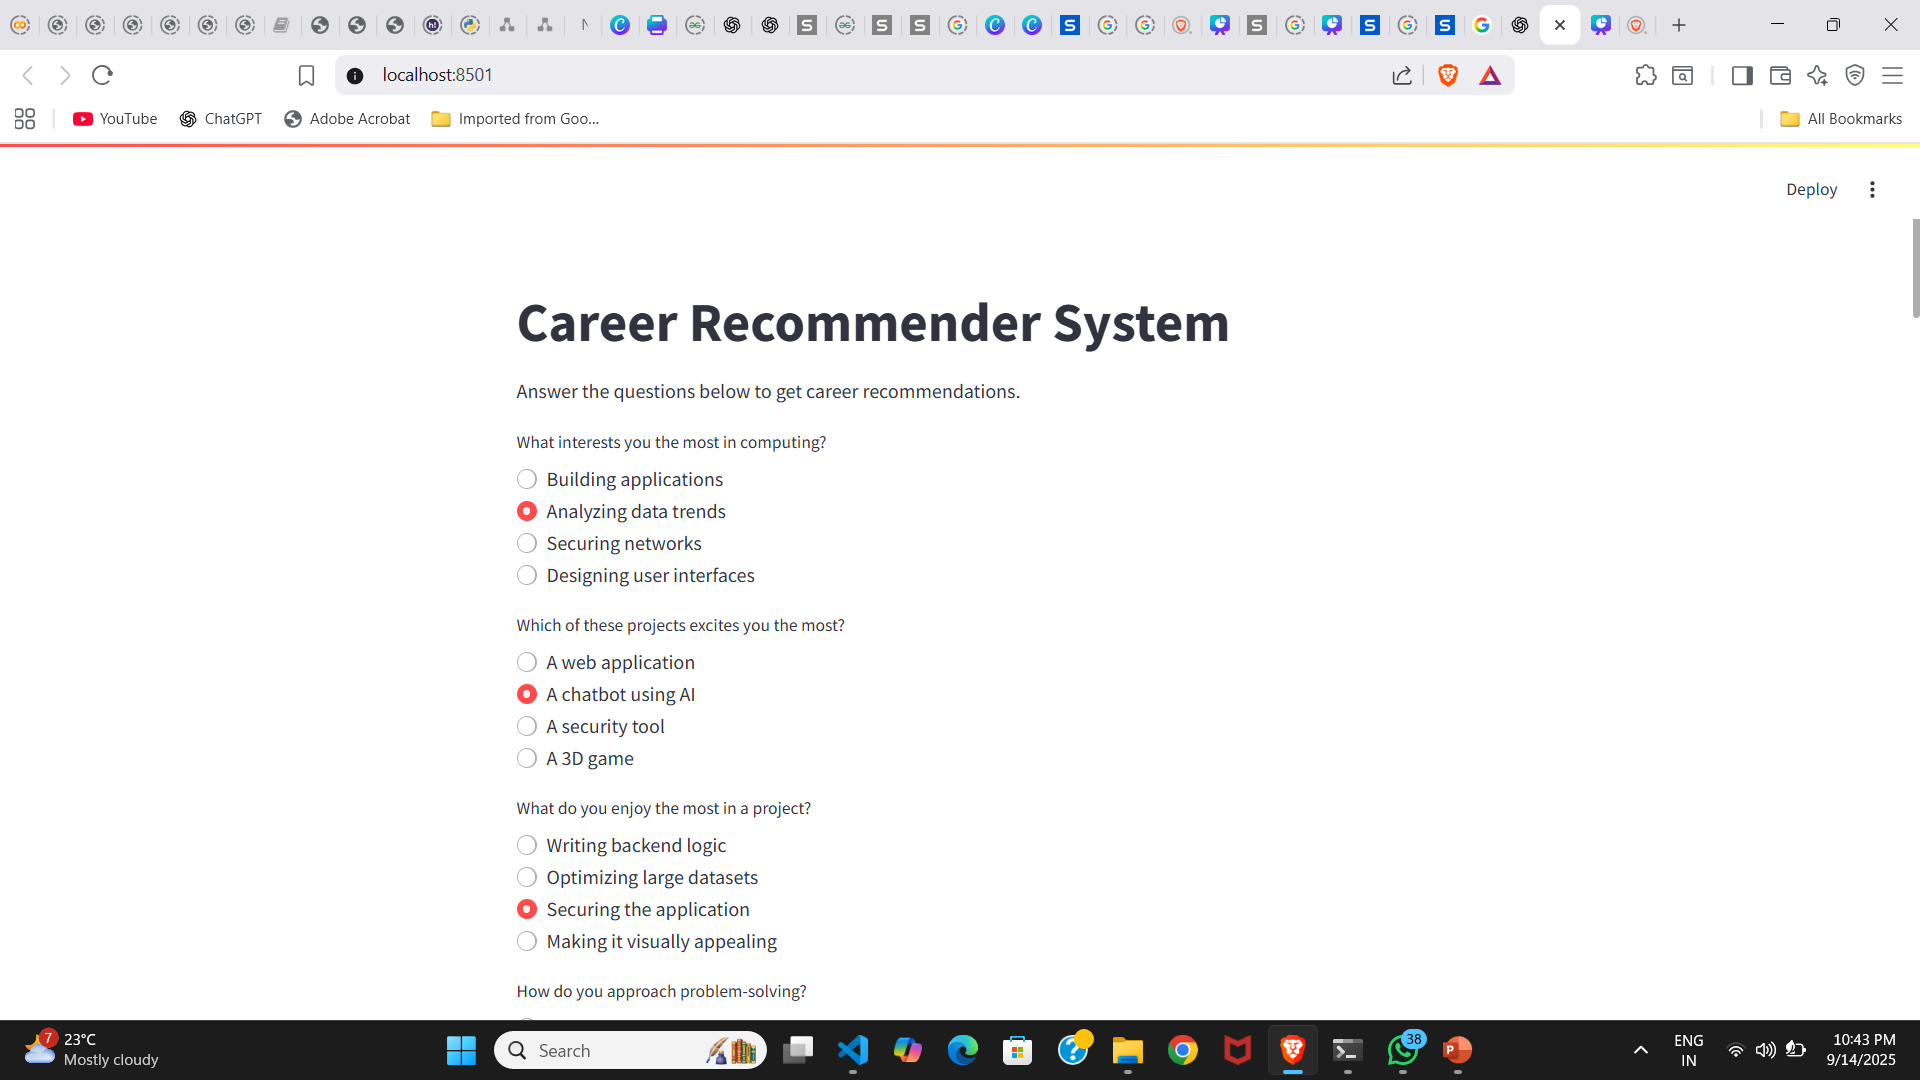 localhost:8501
YouTube
ChatGPT
Adobe Acrobat
Imported from Goo...
All Bookmarks
Deploy
Career Recommender System
Answer the questions below to get career recommendations.
What interests you the most in computing?
Building applications
Analyzing data trends
Securing networks
Designing user interfaces
Which of these projects excites you the most?
A web application
A chatbot using AI
A security tool
A 3D game
What do you enjoy the most in a project?
Writing backend logic
Optimizing large datasets
Securing the application
Making it visually appealing
How do you approach problem-solving?
7
23°C
Mostly cloudy
Search
38
ENG
IN
10:43 PM
9/14/2025